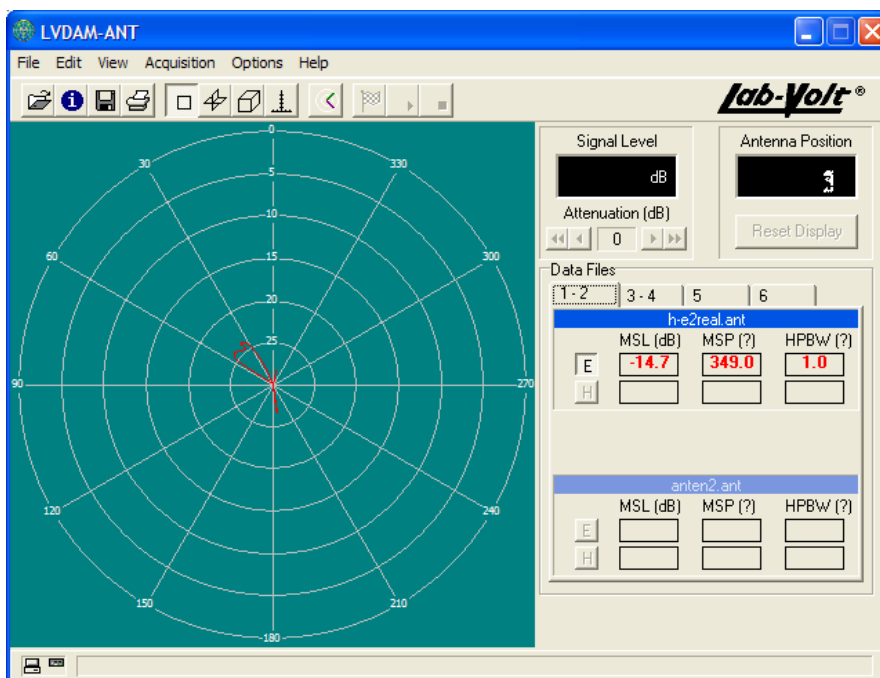 LVDAM-ANT
File Edit View Acquisition Options Help
Lab-Volt ®
0
30
330
5
10
60
300
15
20
25
90
270
120
240
150
210
180
Signal Level
dB
Attenuation (dB)
0
Antenna Position
Reset Display
Data Files
1 - 2 3 - 4 5 6
h-e2real.ant
MSL (dB) MSP (?) HPBW (?)
E -14.7 349.0 1.0
H
anten2.ant
MSL (dB) MSP (?) HPBW (?)
E
H